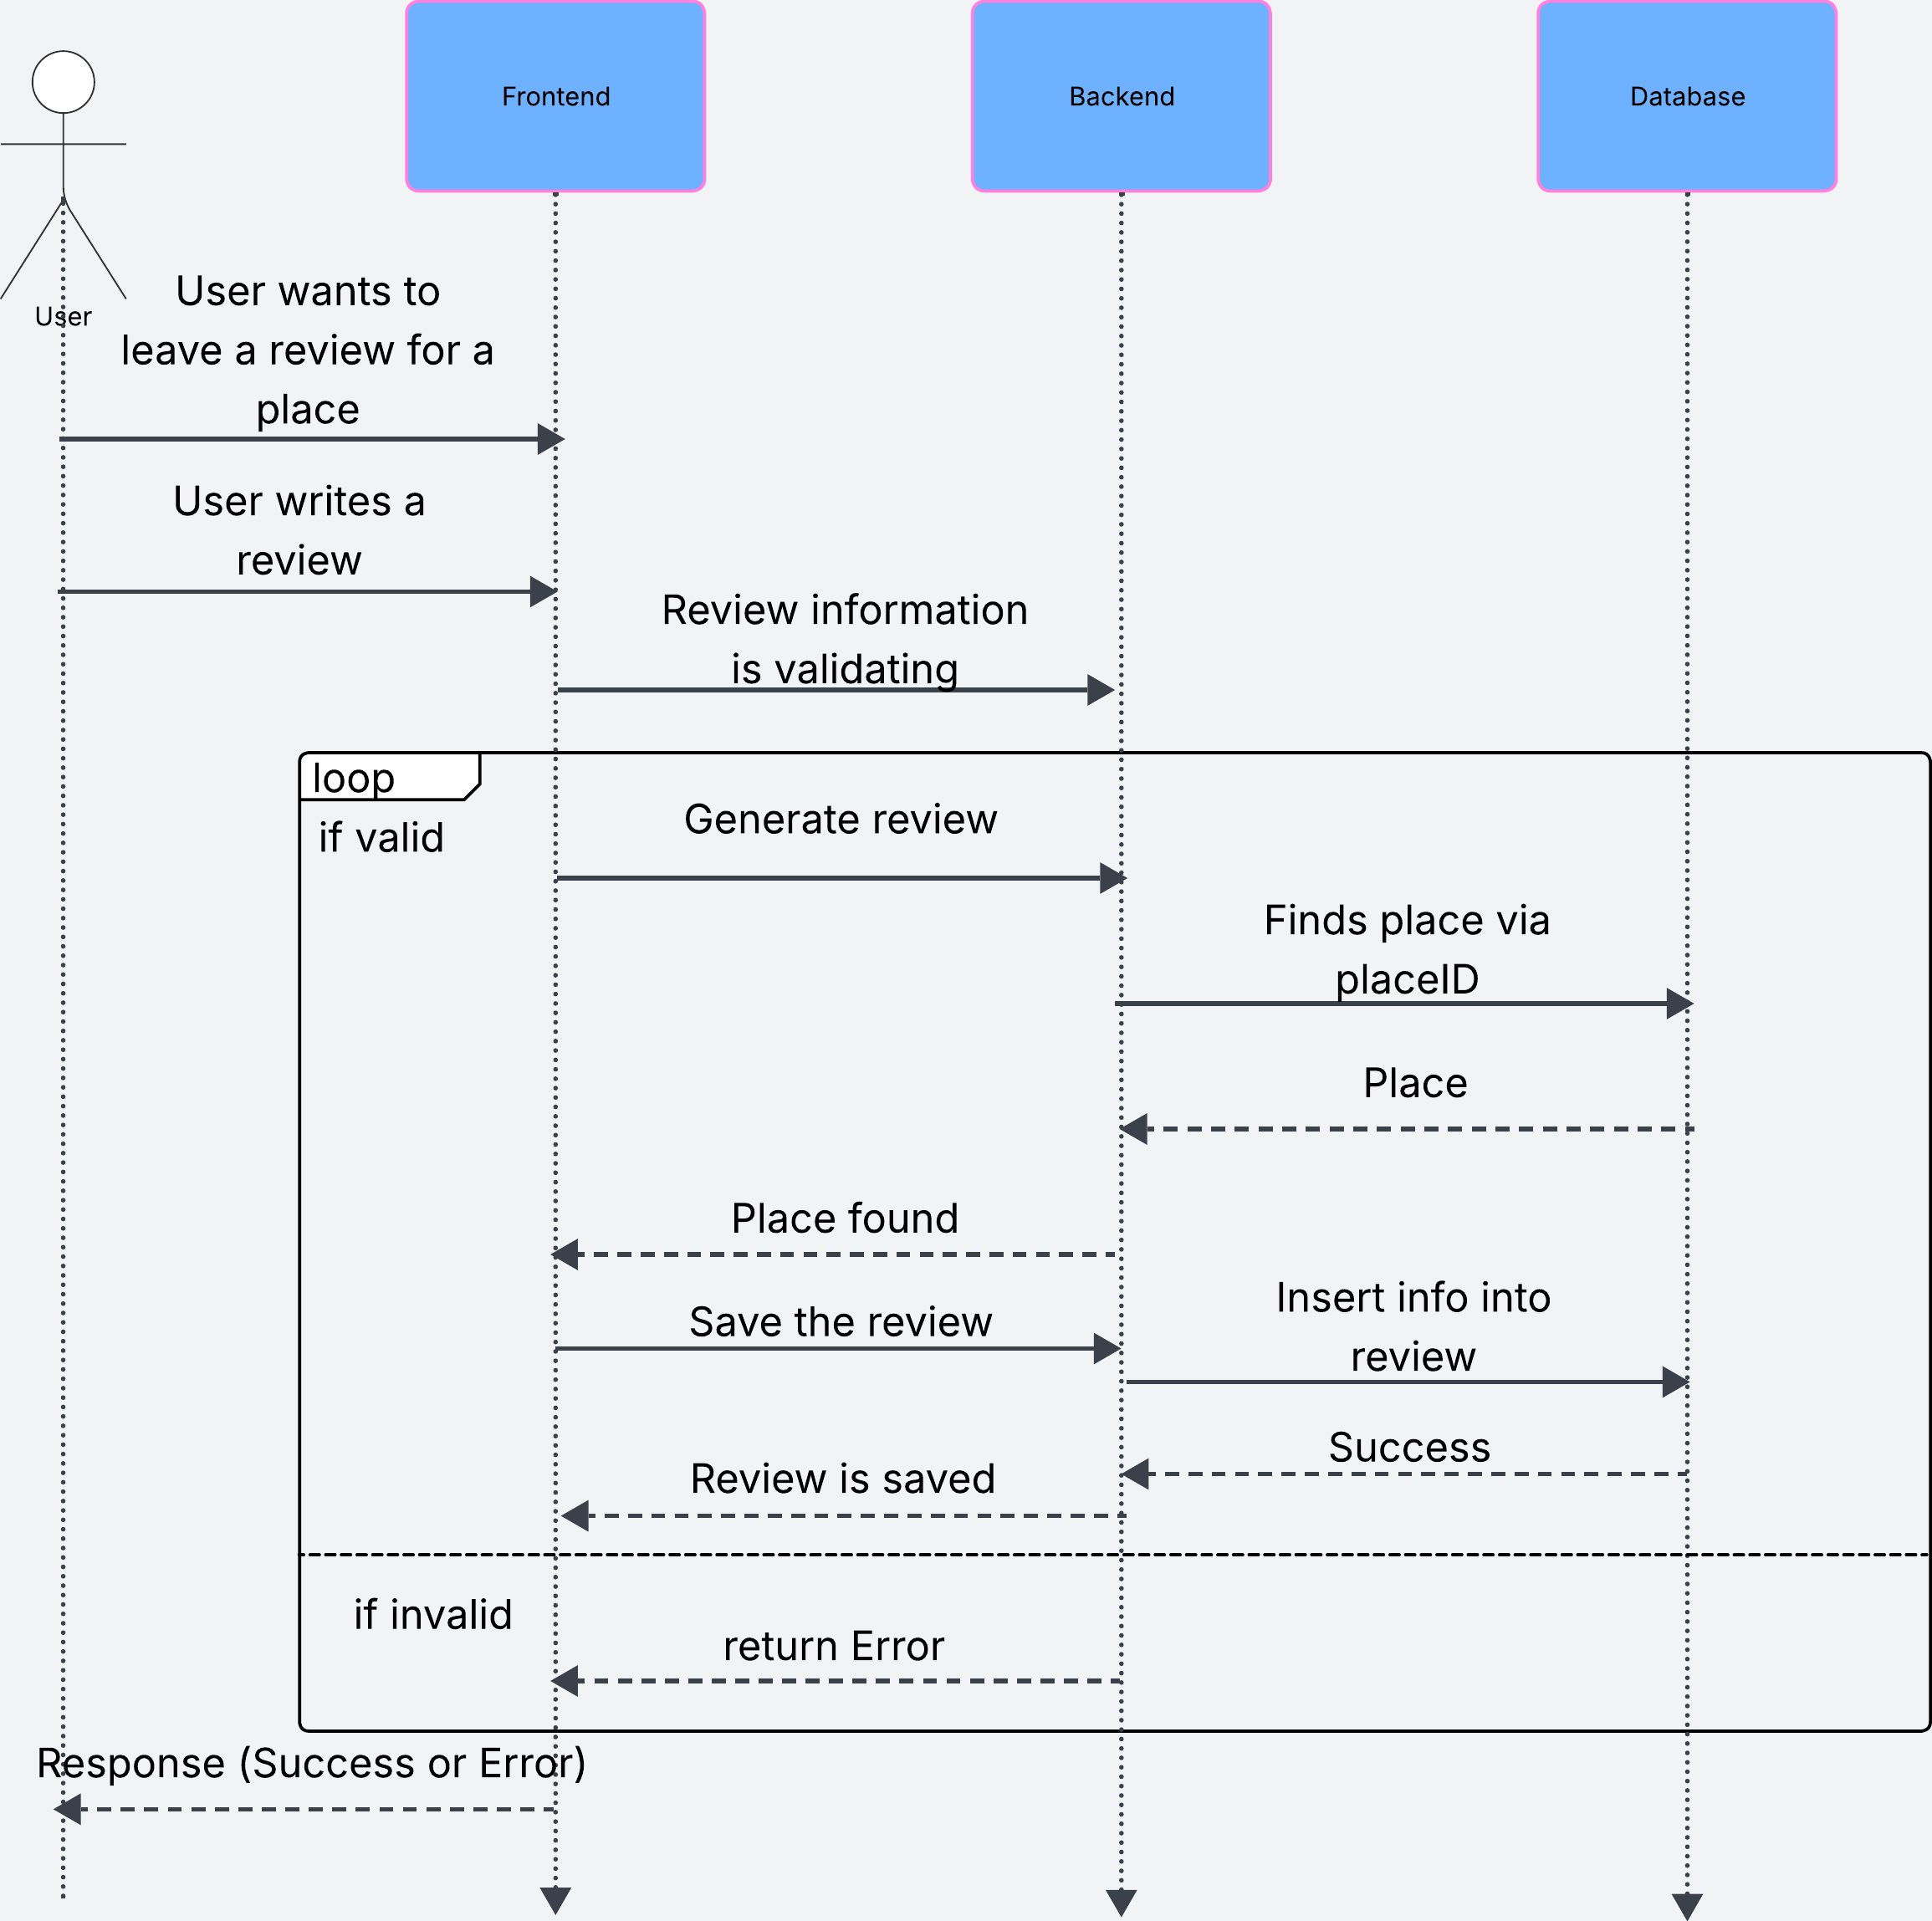 Frontend
Backend
Database
User
User wants to
leave a review for a
place
User writes a
review
Review information
is validating
loop
if valid
Generate review
Finds place via
placeID
Place
Place found
Save the review
Insert info into
review
Success
Review is saved
if invalid
return Error
Response (Success or Error)